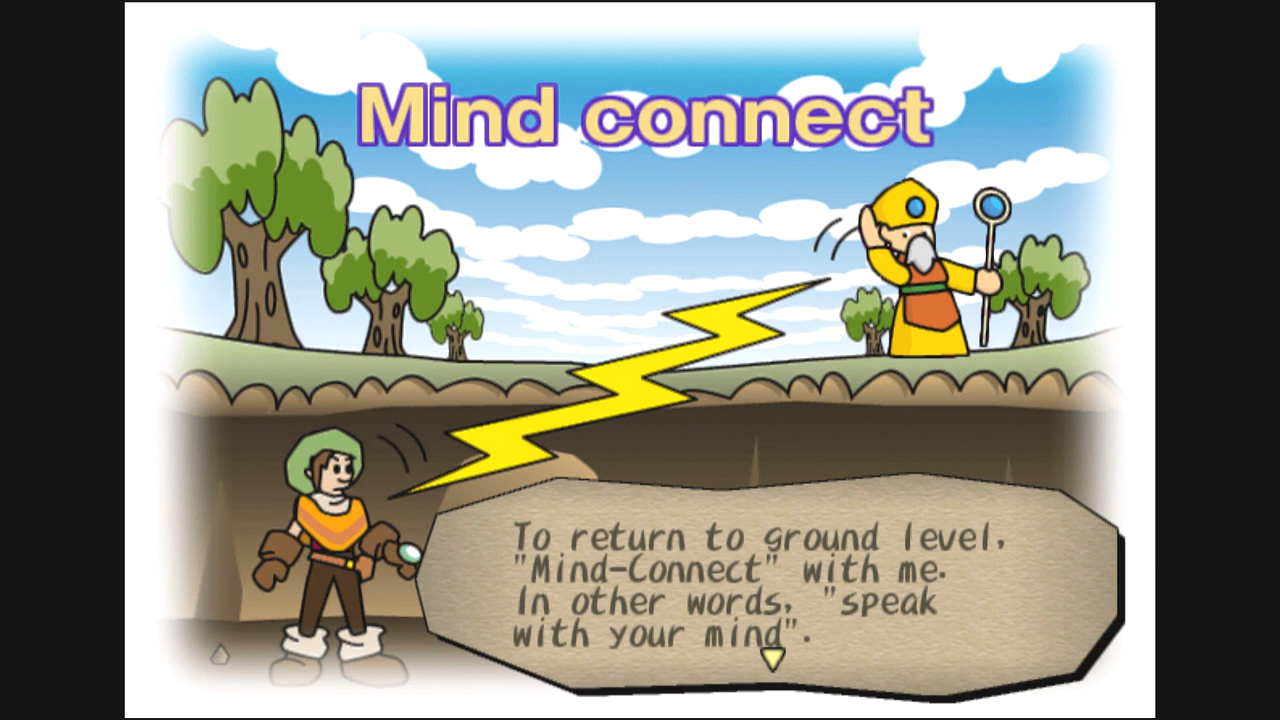 Mind connect
To return to ground level,
"Mind-Connect" with me.
In other words, "speak
with your mind".